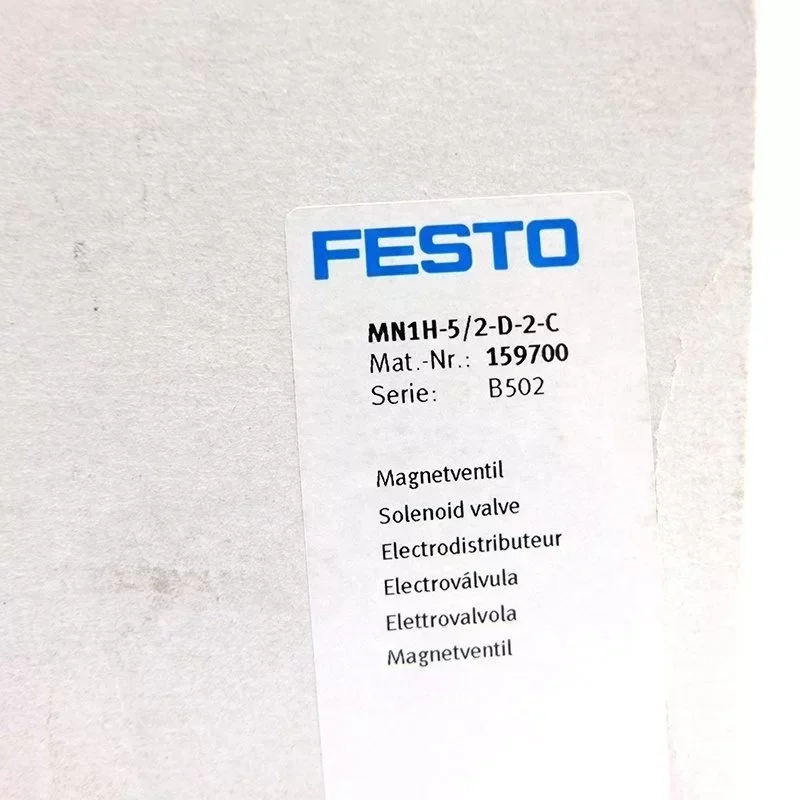 FESTO
MN1H-5/2-D-2-C
Mat.-Nr.: 159700
Serie: B502
Magnetventil
Solenoid valve
Electrodistributeur
Electroválvula
Elettrovalvola
Magnetventil